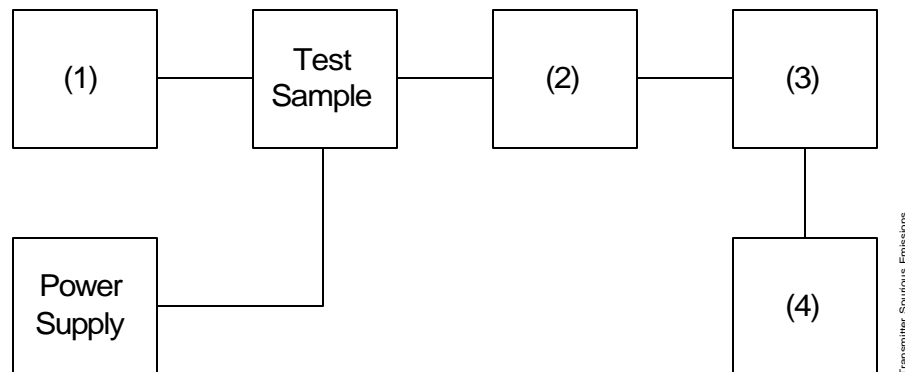 (1)
Test
Sample
(2)
(3)
Power
Supply
(4)
Transmitter Spurious Emissions